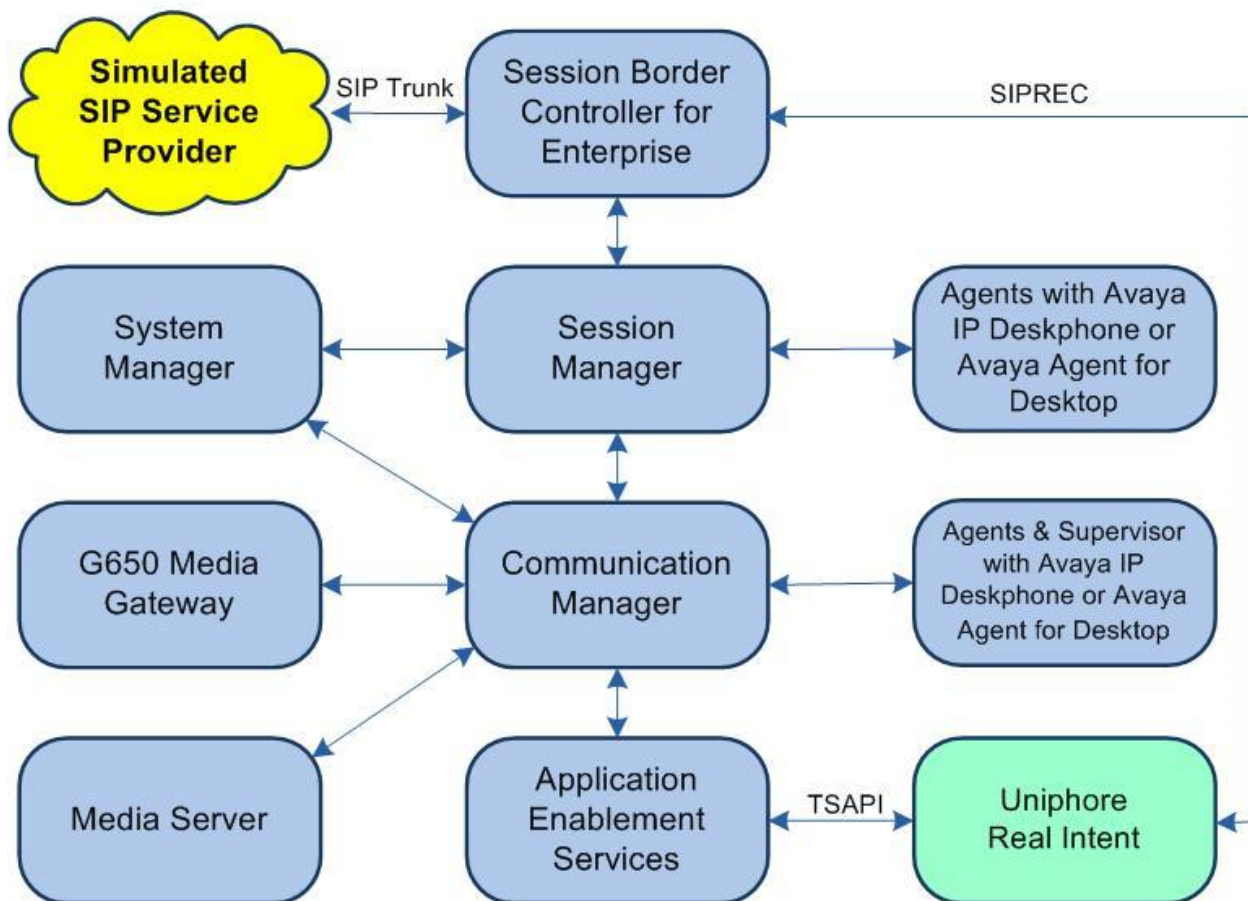 Simulated
SIP Service
Provider
SIP Trunk
Session Border
Controller for
Enterprise
SIPREC
System
Manager
Session
Manager
Agents with Avaya
IP Deskphone or
Avaya Agent for
Desktop
G650 Media
Gateway
Communication
Manager
Agents & Supervisor
with Avaya IP
Deskphone or Avaya
Agent for Desktop
Media Server
Application
Enablement
Services
TSAPI
Uniphore
Real Intent